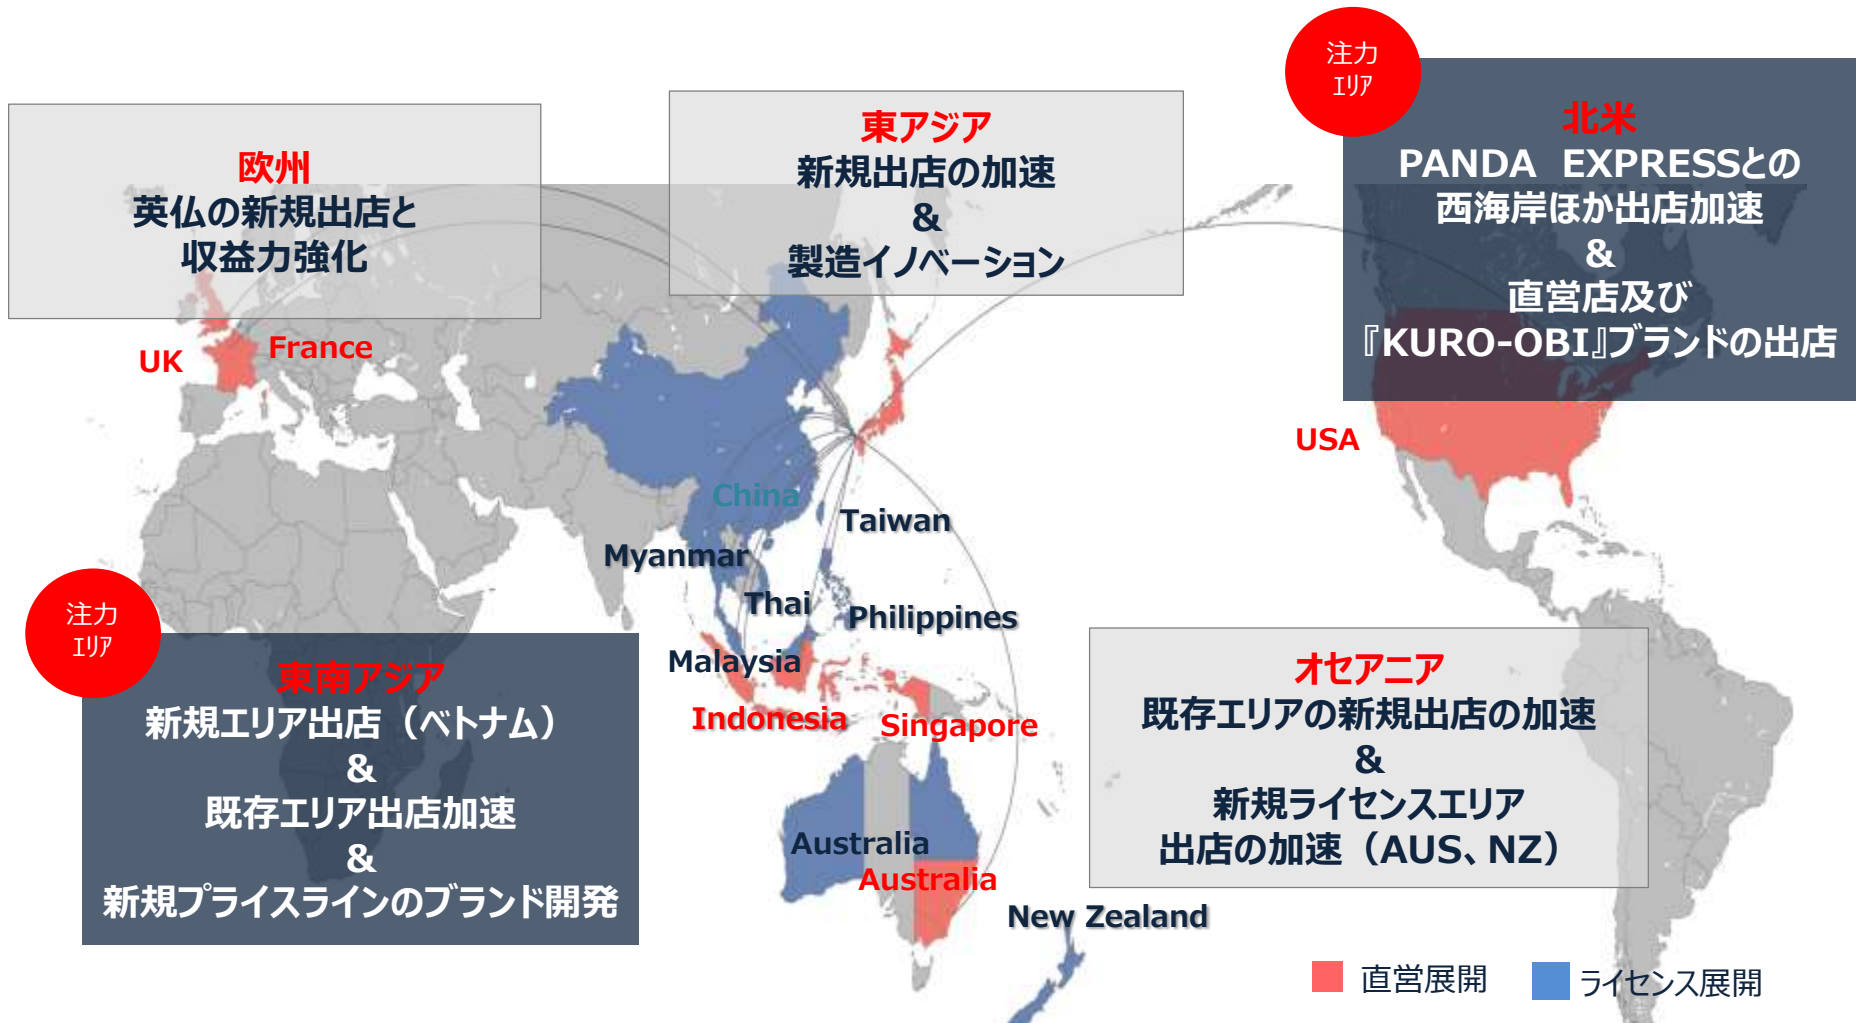 欧州
英仏の新規出店と
収益力強化
東アジア
新規出店の加速
&
製造イノベーション
注力
エリア
北米
PANDA　EXPRESSとの
西海岸ほか出店加速
&
直営店及び
『KURO-OBI』ブランドの出店
UK
France
USA
China
Taiwan
Myanmar
Thai
Philippines
Malaysia
Indonesia
Singapore
Australia
Australia
New Zealand
注力
エリア
東南アジア
新規エリア出店（ベトナム）
&
既存エリア出店加速
&
新規プライスラインのブランド開発
オセアニア
既存エリアの新規出店の加速
&
新規ライセンスエリア
出店の加速（AUS、NZ）
直営展開
ライセンス展開